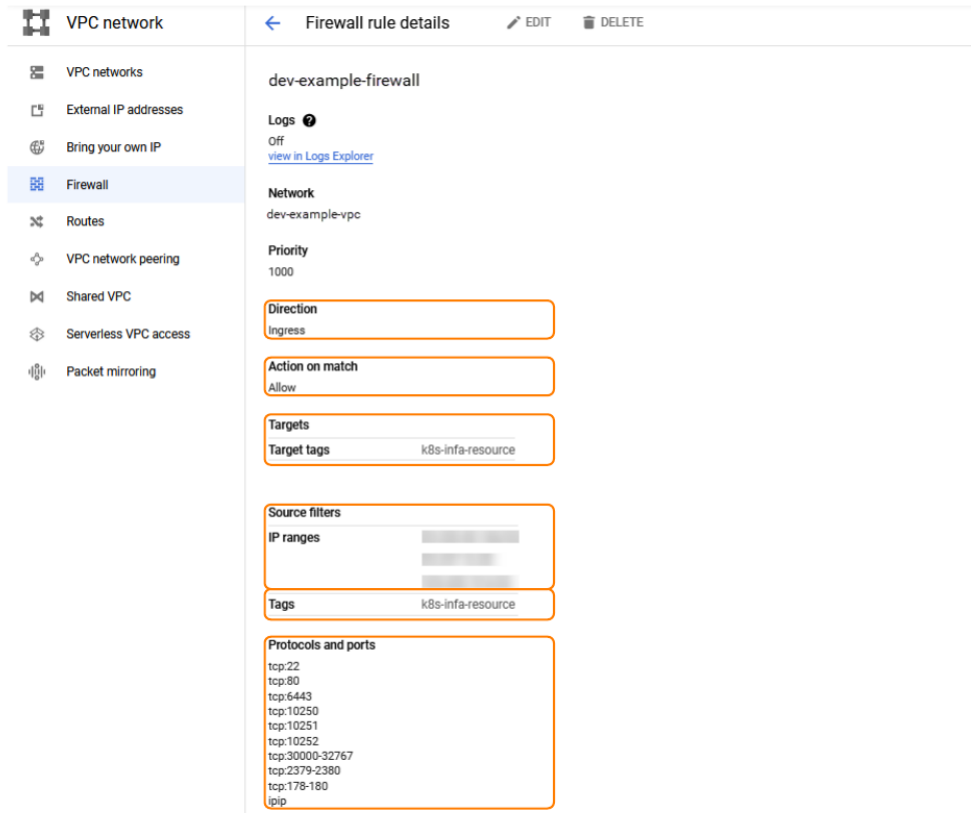 VPC network
Firewall rule details
EDIT
DELETE
VPC networks
External IP addresses
Bring your own IP
Firewall
Routes
VPC network peering
Shared VPC
Serverless VPC access
Packet mirroring
dev-example-firewall
Logs ?
Off
view in Logs Explorer
Network
dev-example-vpc
Priority
1000
Direction
Ingress
Action on match
Allow
Targets
Target tags k8s-infa-resource
Source filters
IP ranges
Tags k8s-infa-resource
Protocols and ports
tcp:22
tcp:80
tcp:6443
tcp:10250
tcp:10251
tcp:10252
tcp:30000-32767
tcp:2379-2380
tcp:178-180
ipip